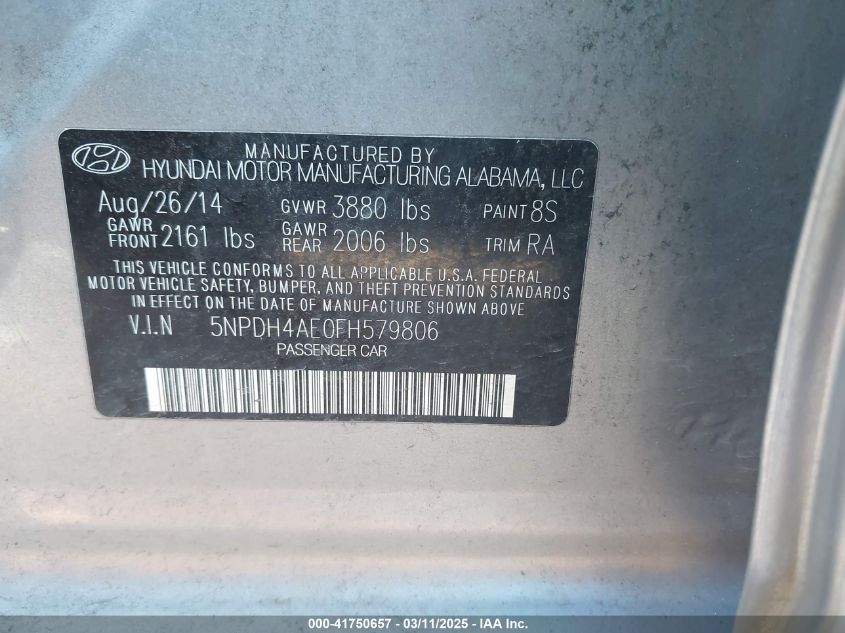 MANUFACTURED BY
HYUNDAI MOTOR MANUFACTURING ALABAMA, LLC
Aug/26/14 GVWR 3880 lbs PAINT 8S
GAWR FRONT 2161 lbs GAWR REAR 2006 lbs TRIM RA
THIS VEHICLE CONFORMS TO ALL APPLICABLE U.S.A. FEDERAL
MOTOR VEHICLE SAFETY, BUMPER, AND THEFT PREVENTION STANDARDS
IN EFFECT ON THE DATE OF MANUFACTURE SHOWN ABOVE
V.I.N 5NPDH4AE0FH579806
PASSENGER CAR
000-41750657 - 03/11/2025 - IAA Inc.